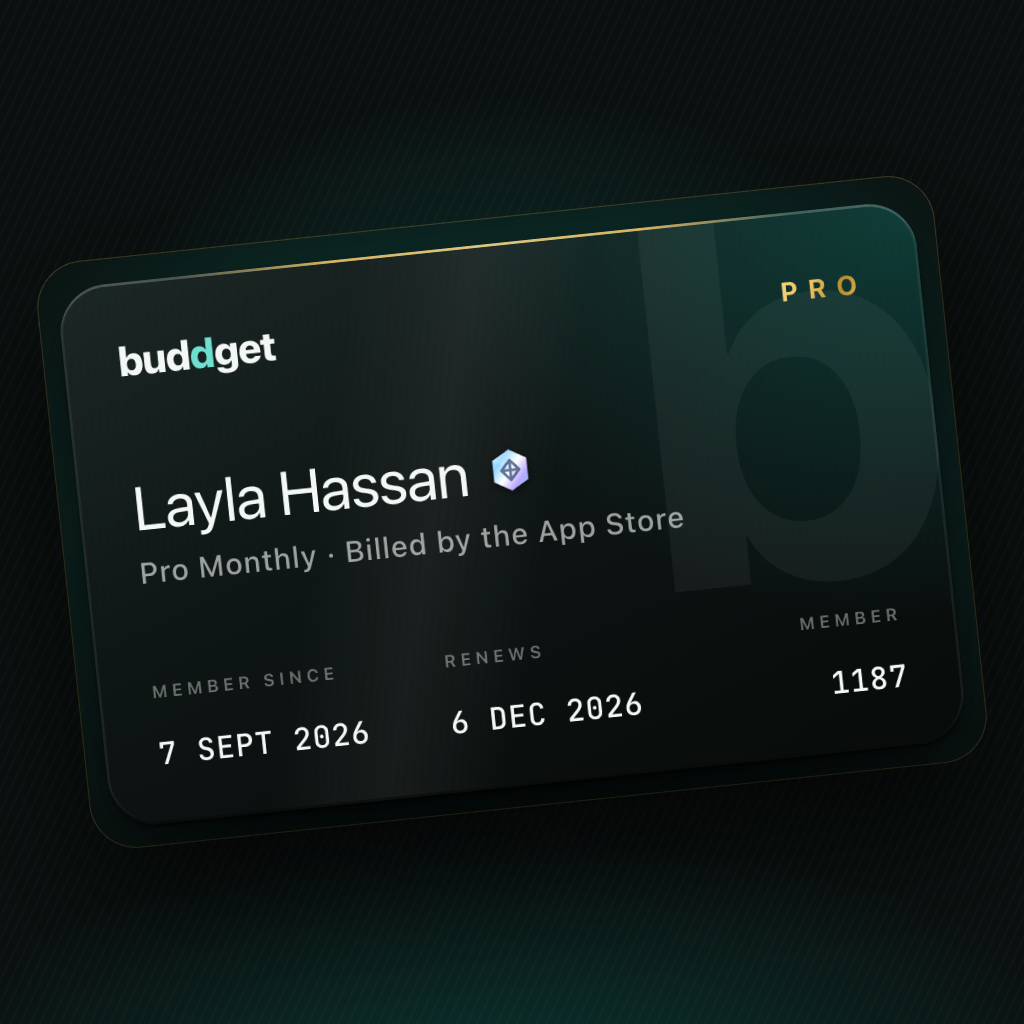 PRO
buddget
Layla Hassan
Pro Monthly · Billed by the App Store
MEMBER SINCE
7 SEPT 2026
RENEWS
6 DEC 2026
MEMBER
1187